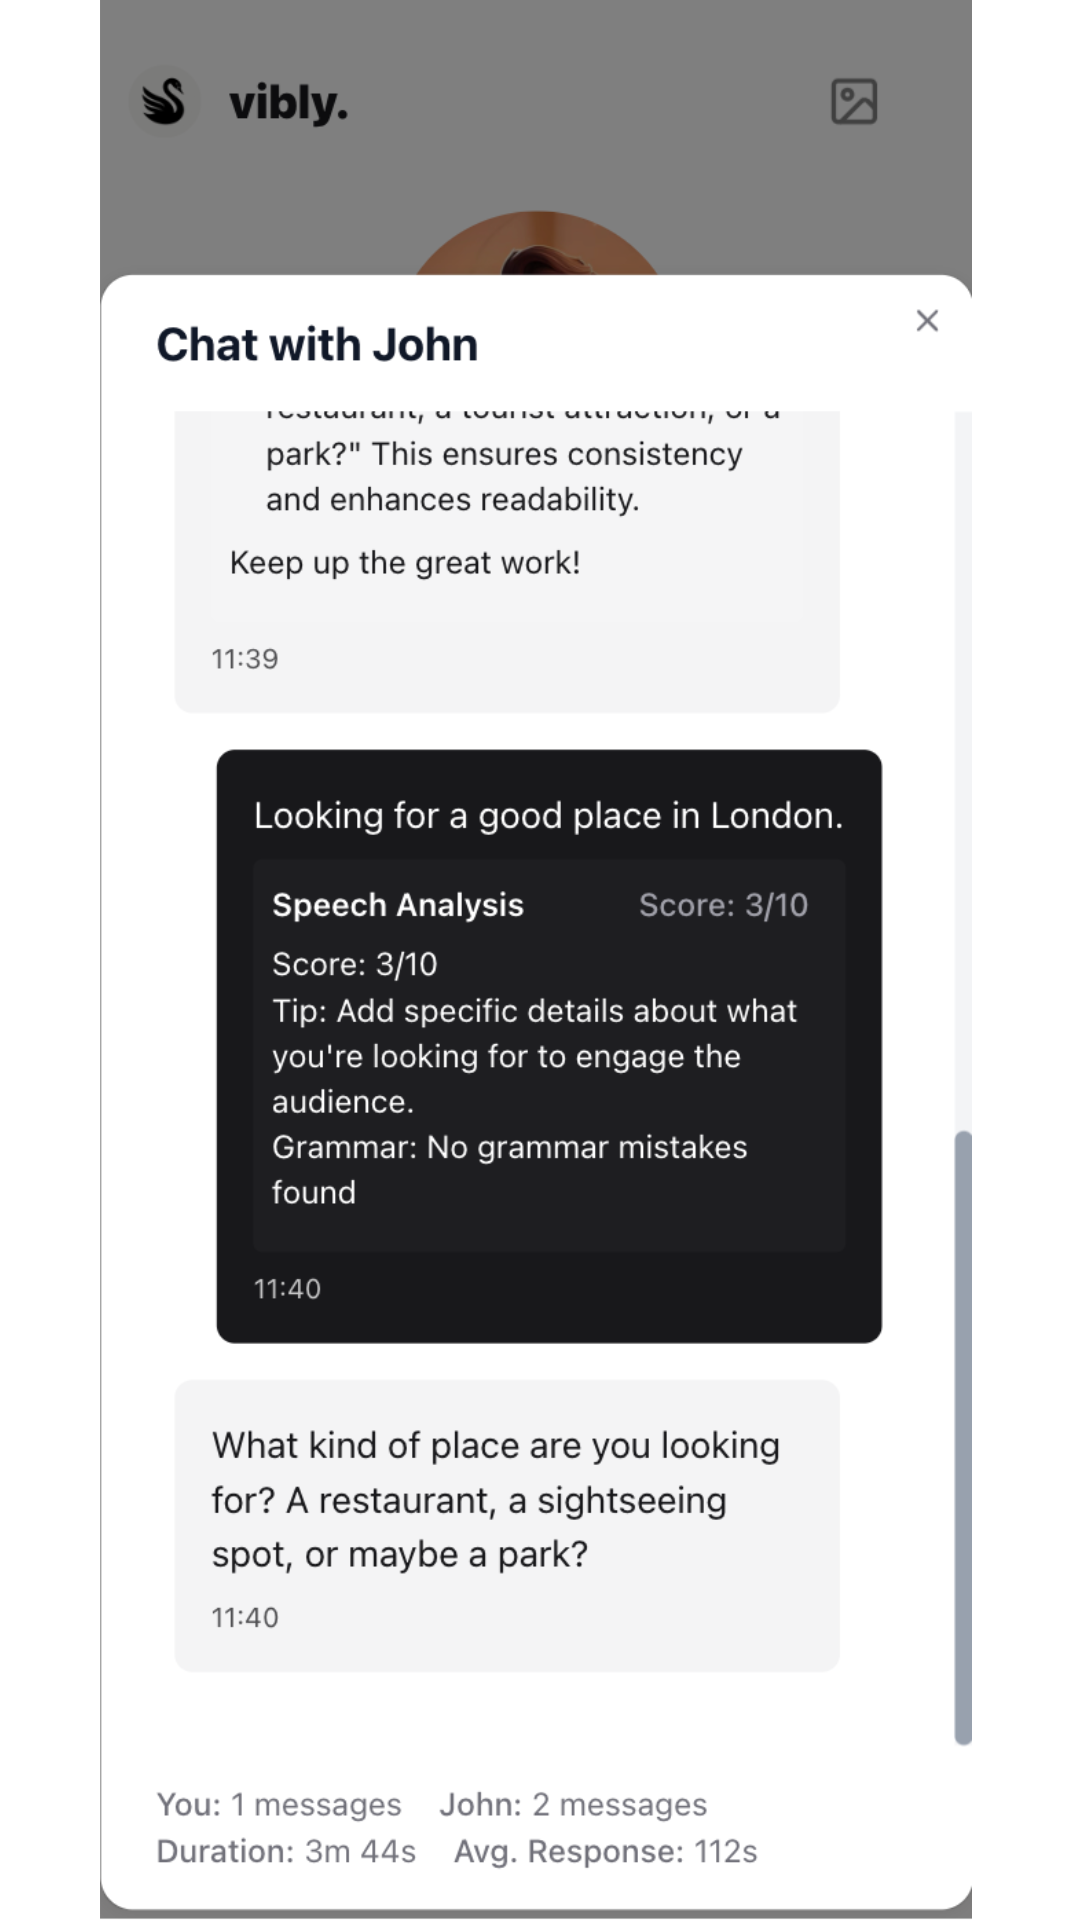 vibly.
Chat with John
restaurant, a tourist attraction, or a
park?" This ensures consistency
and enhances readability.
Keep up the great work!
11:39
Looking for a good place in London.
Speech Analysis Score: 3/10
Score: 3/10
Tip: Add specific details about what
you're looking for to engage the
audience.
Grammar: No grammar mistakes
found
11:40
What kind of place are you looking
for? A restaurant, a sightseeing
spot, or maybe a park?
11:40
You: 1 messages John: 2 messages
Duration: 3m 44s Avg. Response: 112s